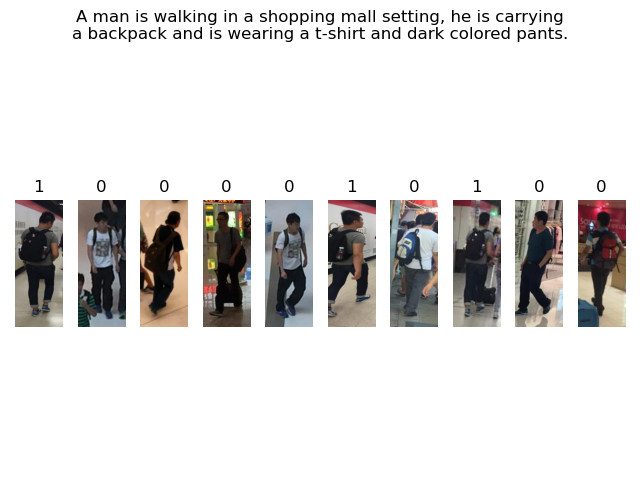 A man is walking in a shopping mall setting, he is carrying
a backpack and is wearing a t-shirt and dark colored pants.
1 0 0 0 0 1 0 1 0 0